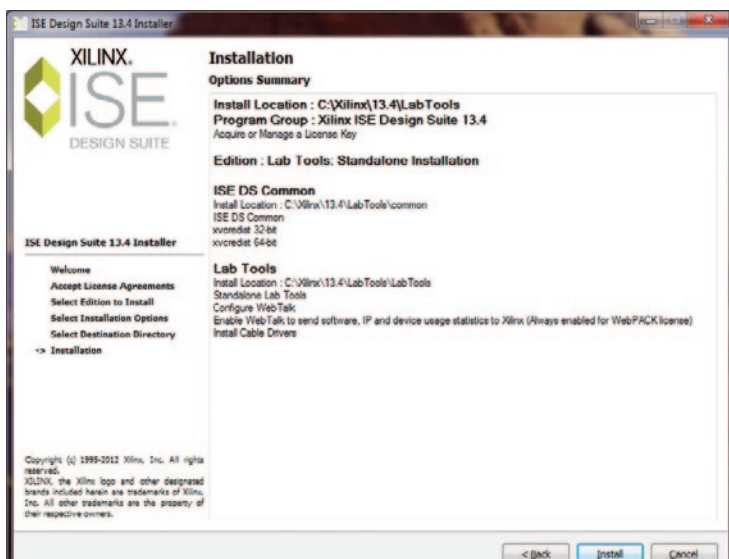 ISE Design Suite 13.4 Installer
XILINX.
ISE
DESIGN SUITE
ISE Design Suite 13.4 Installer
Welcome
Accept License Agreements
Select Edition to Install
Select Installation Options
Select Destination Directory
-> Installation
Copyright (c) 1995-2012 Xilinx, Inc. All rights
reserved.
XILINX, the Xilinx logo and other designated
brands included herein are trademarks of Xilinx,
Inc. All other trademarks are the property of
their respective owners.
Installation
Options Summary
Install Location : C:\Xilinx\13.4\LabTools
Program Group : Xilinx ISE Design Suite 13.4
Acquire or Manage a License Key
Edition : Lab Tools: Standalone Installation
ISE DS Common
Install Location : C:\Xilinx\13.4\LabTools\common
ISE DS Common
xvcredist 32-bit
xvcredist 64-bit
Lab Tools
Install Location : C:\Xilinx\13.4\LabTools\LabTools
Standalone Lab Tools
Configure WebTalk
Enable WebTalk to send software, IP and device usage statistics to Xilinx (Always enabled for WebPACK license)
Install Cable Drivers
< Back
Install
Cancel